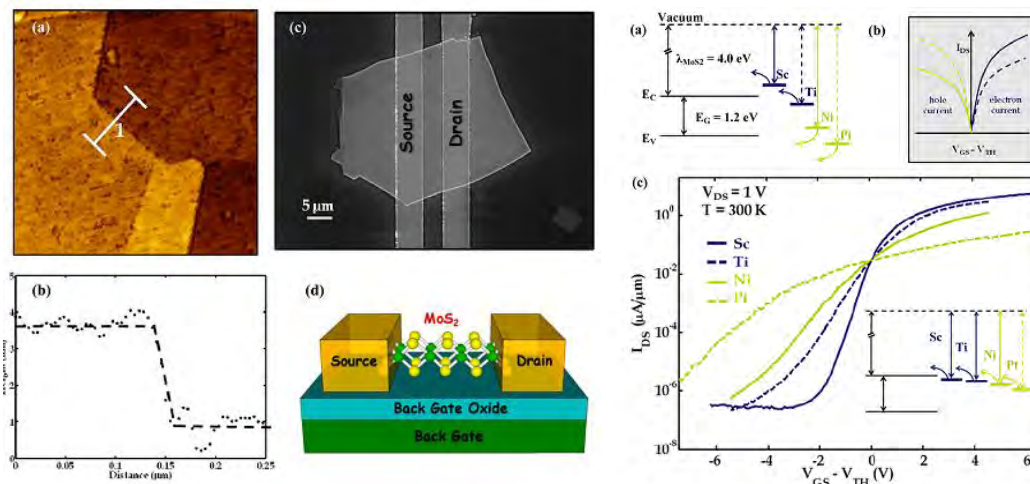 (a)
1
(c)
Source
Drain
5 μm
(b)
1
0
0
0.05
0.1
0.15
0.2
0.25
Distance (μm)
(d)
MoS2
Source
Drain
Back Gate Oxide
Back Gate
(a)
Vacuum
λMoS2 = 4.0 eV
Sc
Ti
EC
Ni
EG = 1.2 eV
EV
Pt
(b)
IDS
hole
current
electron
current
VGS - VTH
(c)
VDS = 1 V
T = 300 K
Sc
Ti
Ni
Pt
10^0
10^-2
10^-4
10^-6
10^-8
IDS (μA/μm)
Sc
Ti
Ni
Pt
-6
-4
-2
0
2
4
6
VGS - VTH (V)